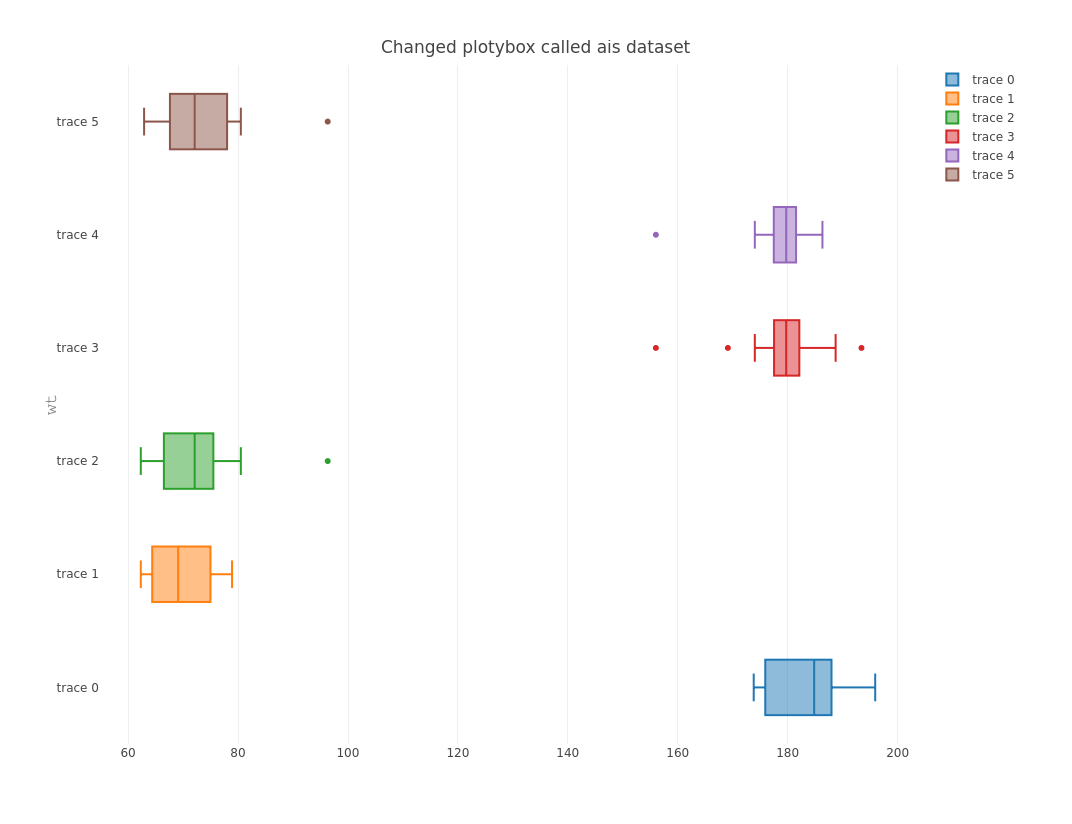 Changed plotybox called ais dataset
trace 0
trace 1
trace 2
trace 3
trace 4
trace 5
trace 5
trace 4
trace 3
wt
trace 2
trace 1
trace 0
60 80 100 120 140 160 180 200